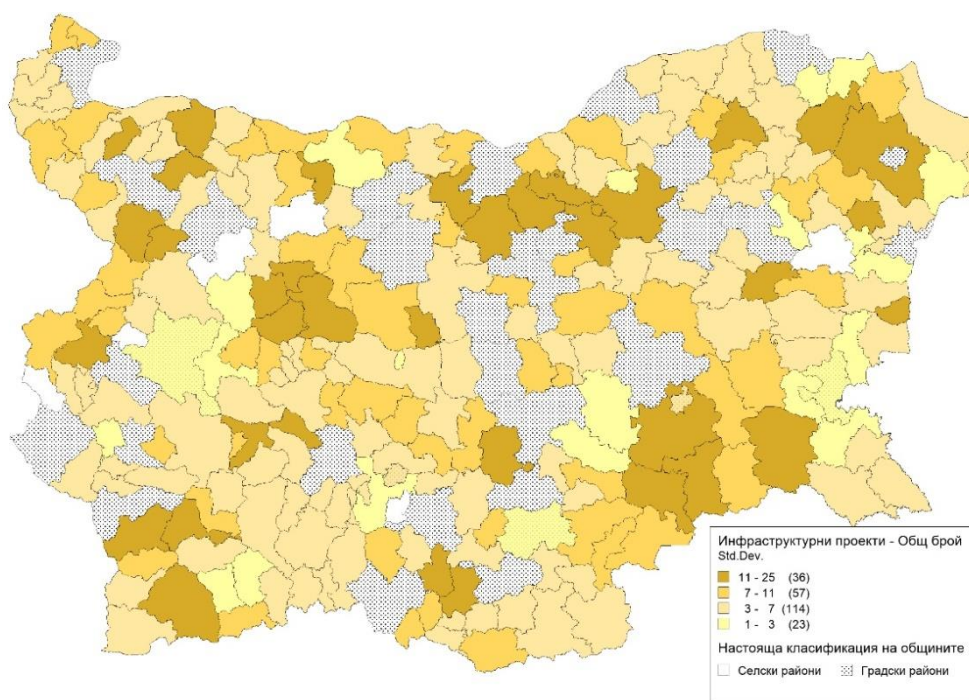 Инфраструктурни проекти - Общ брой
Std.Dev.
11 - 25 (36)
7 - 11 (57)
3 - 7 (114)
1 - 3 (23)
Настояща класификация на общините
Селски райони Градски райони